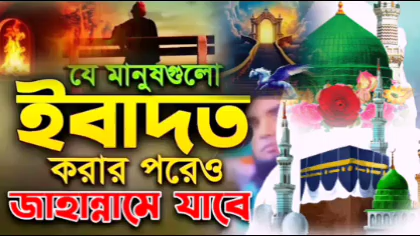 যে মানুষগুলো
ইবাদত
করার পরেও
জাহান্নামে যাবে